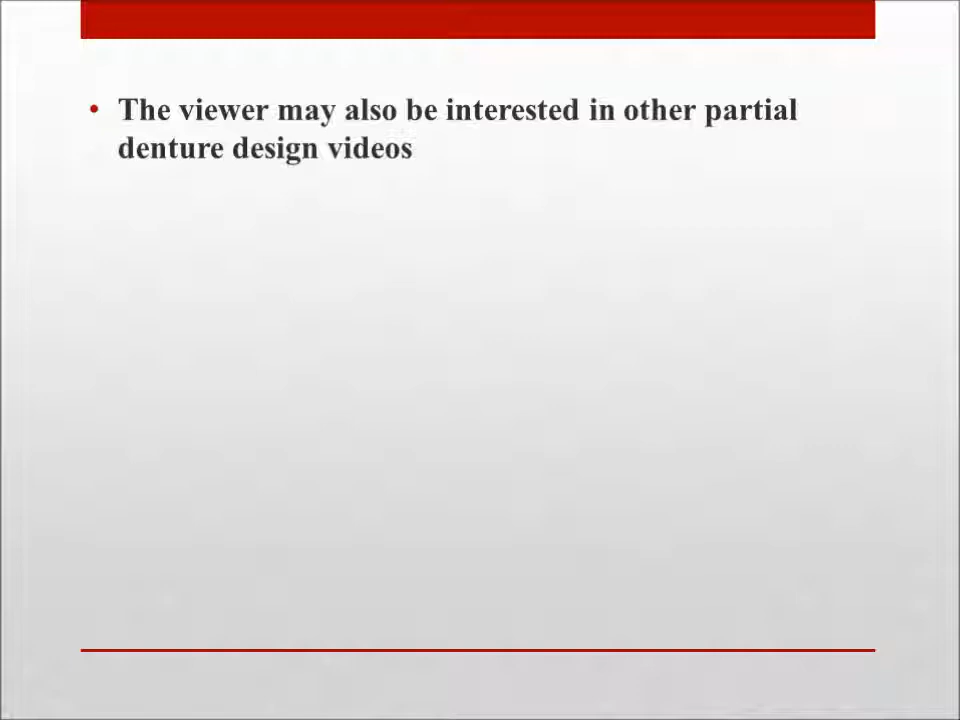 • The viewer may also be interested in other partial
denture design videos